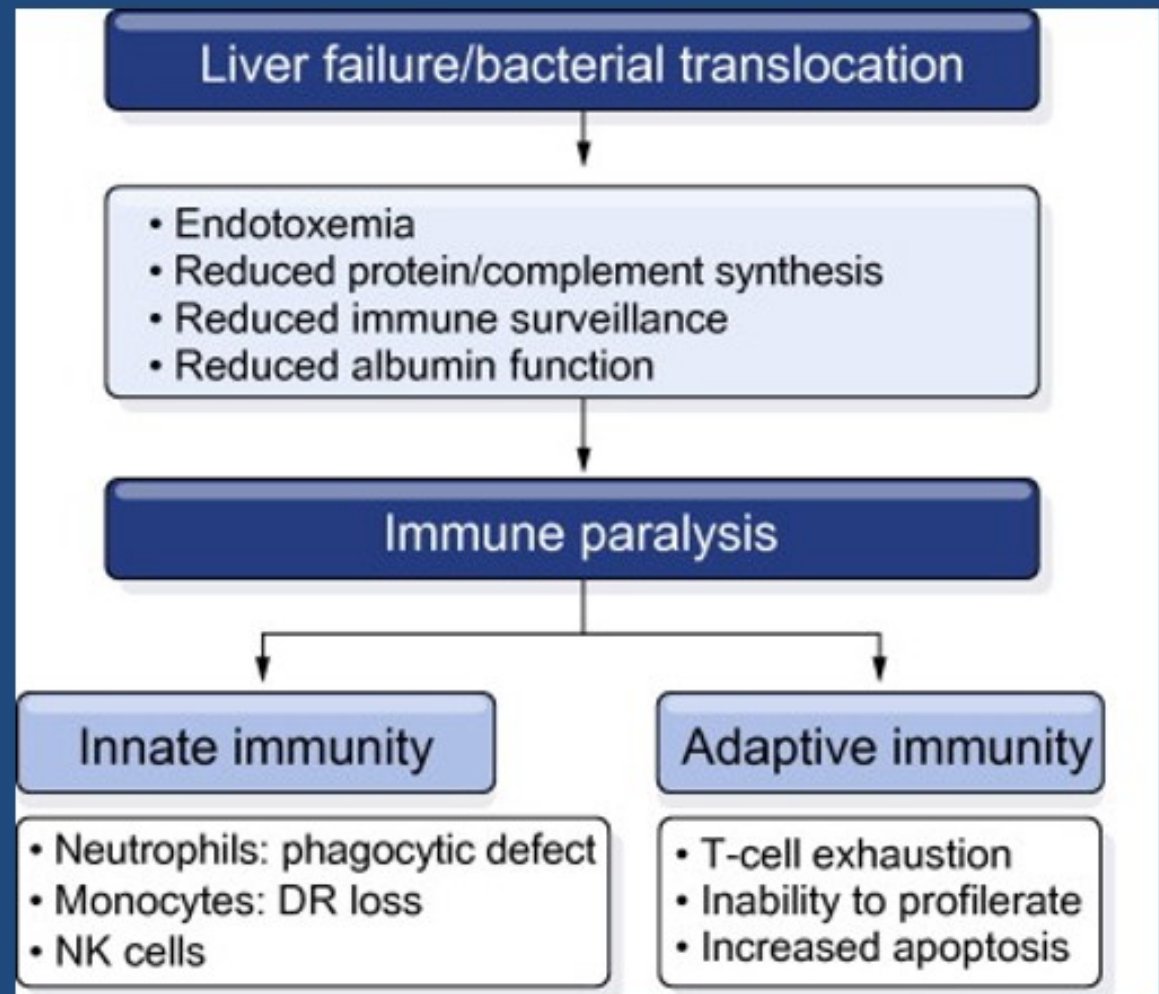 Liver failure/bacterial translocation
• Endotoxemia
• Reduced protein/complement synthesis
• Reduced immune surveillance
• Reduced albumin function
Immune paralysis
Innate immunity
• Neutrophils: phagocytic defect
• Monocytes: DR loss
• NK cells
Adaptive immunity
• T-cell exhaustion
• Inability to profilerate
• Increased apoptosis